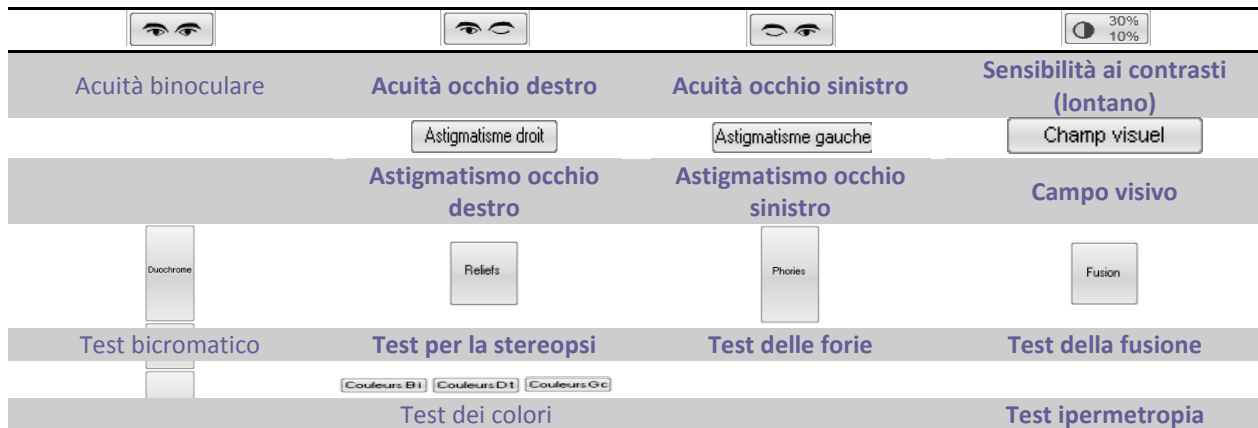 30%
10%
Acuità binoculare
Acuità occhio destro
Acuità occhio sinistro
Sensibilità ai contrasti
(lontano)
Astigmatisme droit
Astigmatisme gauche
Champ visuel
Astigmatismo occhio
destro
Astigmatismo occhio
sinistro
Campo visivo
Duochrome
Reliefs
Phories
Fusion
Test bicromatico
Test per la stereopsi
Test delle forie
Test della fusione
Couleurs Bi
Couleurs Dt
Couleurs Gc
Test dei colori
Test ipermetropia